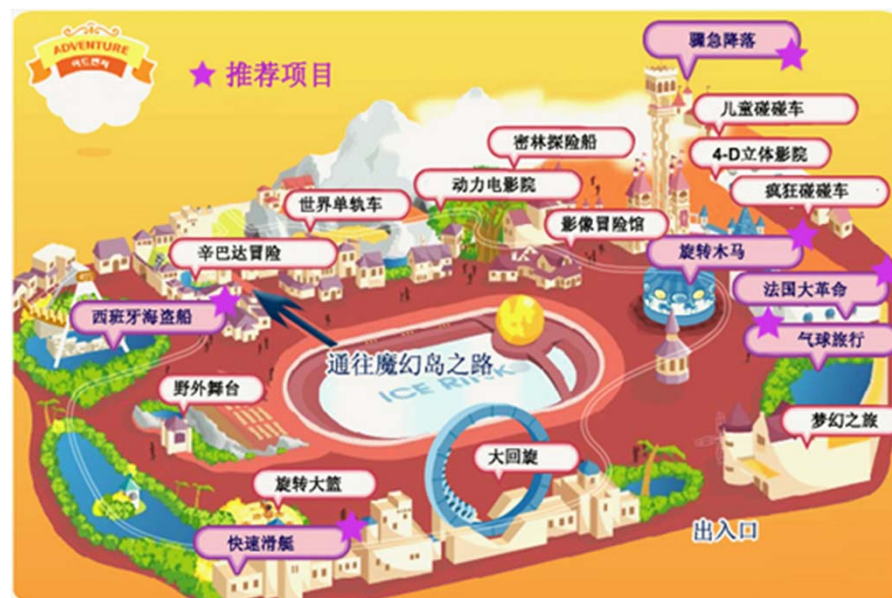 ADVENTURE
어드벤처
推荐项目
骤急降落
儿童碰碰车
密林探险船
4-D立体影院
动力电影院
疯狂碰碰车
世界单轨车
影像冒险馆
辛巴达冒险
旋转木马
法国大革命
西班牙海盗船
气球旅行
通往魔幻岛之路
ICE RINK
野外舞台
梦幻之旅
大回旋
旋转大篮
出入口
快速滑艇